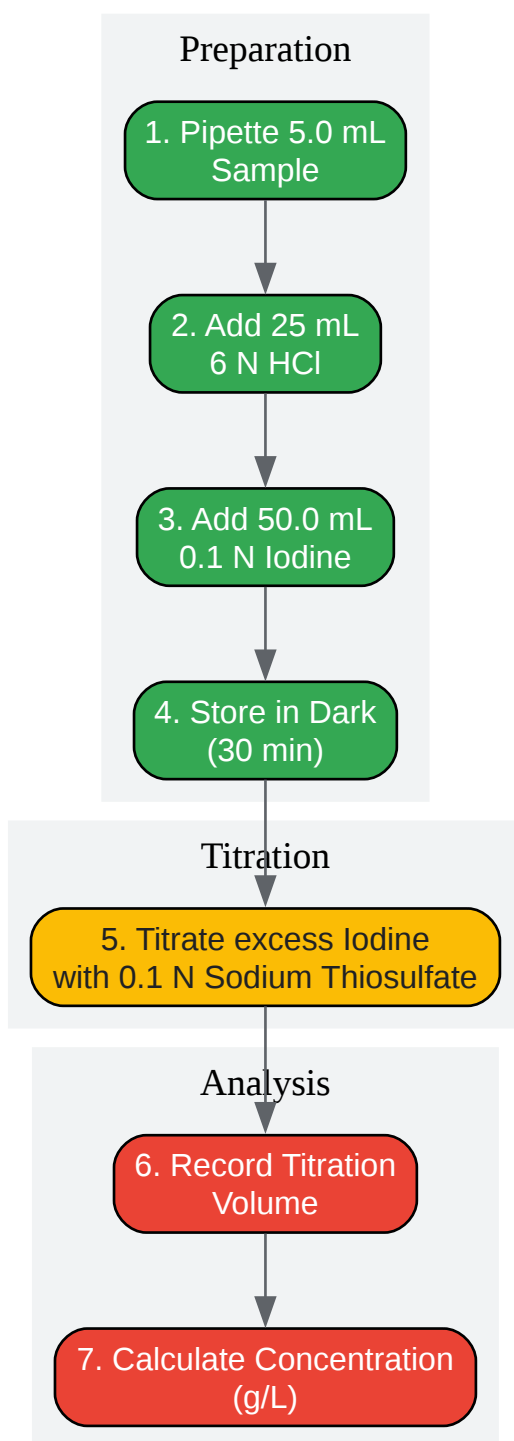 Preparation
1. Pipette 5.0 mL
Sample
2. Add 25 mL
6 N HCl
3. Add 50.0 mL
0.1 N Iodine
4. Store in Dark
(30 min)
Titration
5. Titrate excess Iodine
with 0.1 N Sodium Thiosulfate
Analysis
6. Record Titration
Volume
7. Calculate Concentration
(g/L)